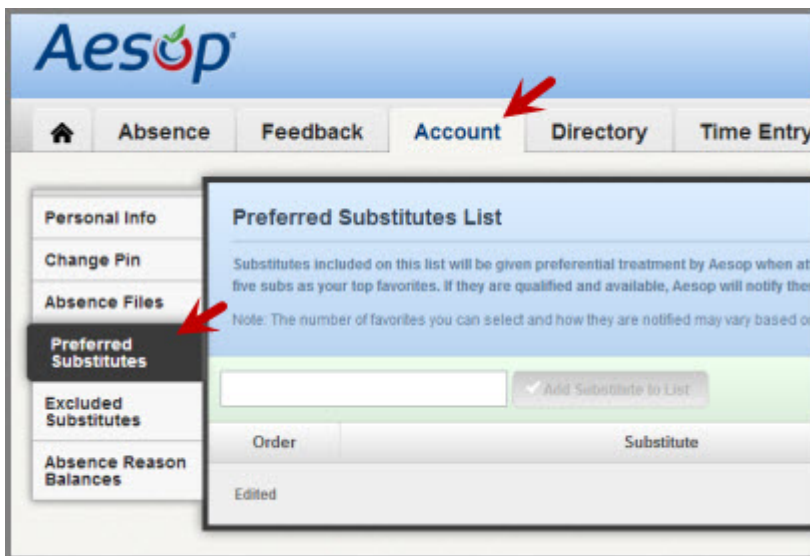 Aesop
Absence Feedback Account Directory Time Entry
Personal Info
Change Pin
Absence Files
Preferred
Substitutes
Excluded
Substitutes
Absence Reason
Balances
Preferred Substitutes List
Substitutes included on this list will be given preferential treatment by Aesop when at
five subs as your top favorites. If they are qualified and available, Aesop will notify the
Note: The number of favorites you can select and how they are notified may vary based o
Add Substitute to List
Order Substitute
Edited